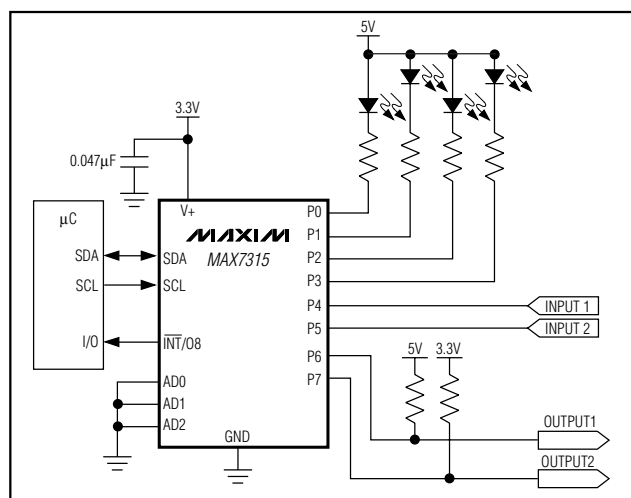 5V
3.3V
0.047µF
µC
V+
P0
MAXIM
P1
SDA
SDA
MAX7315
P2
SCL
SCL
P3
P4
INPUT 1
P5
INPUT 2
I/O
INT/O8
P6
5V
3.3V
AD0
P7
AD1
OUTPUT1
AD2
GND
OUTPUT2